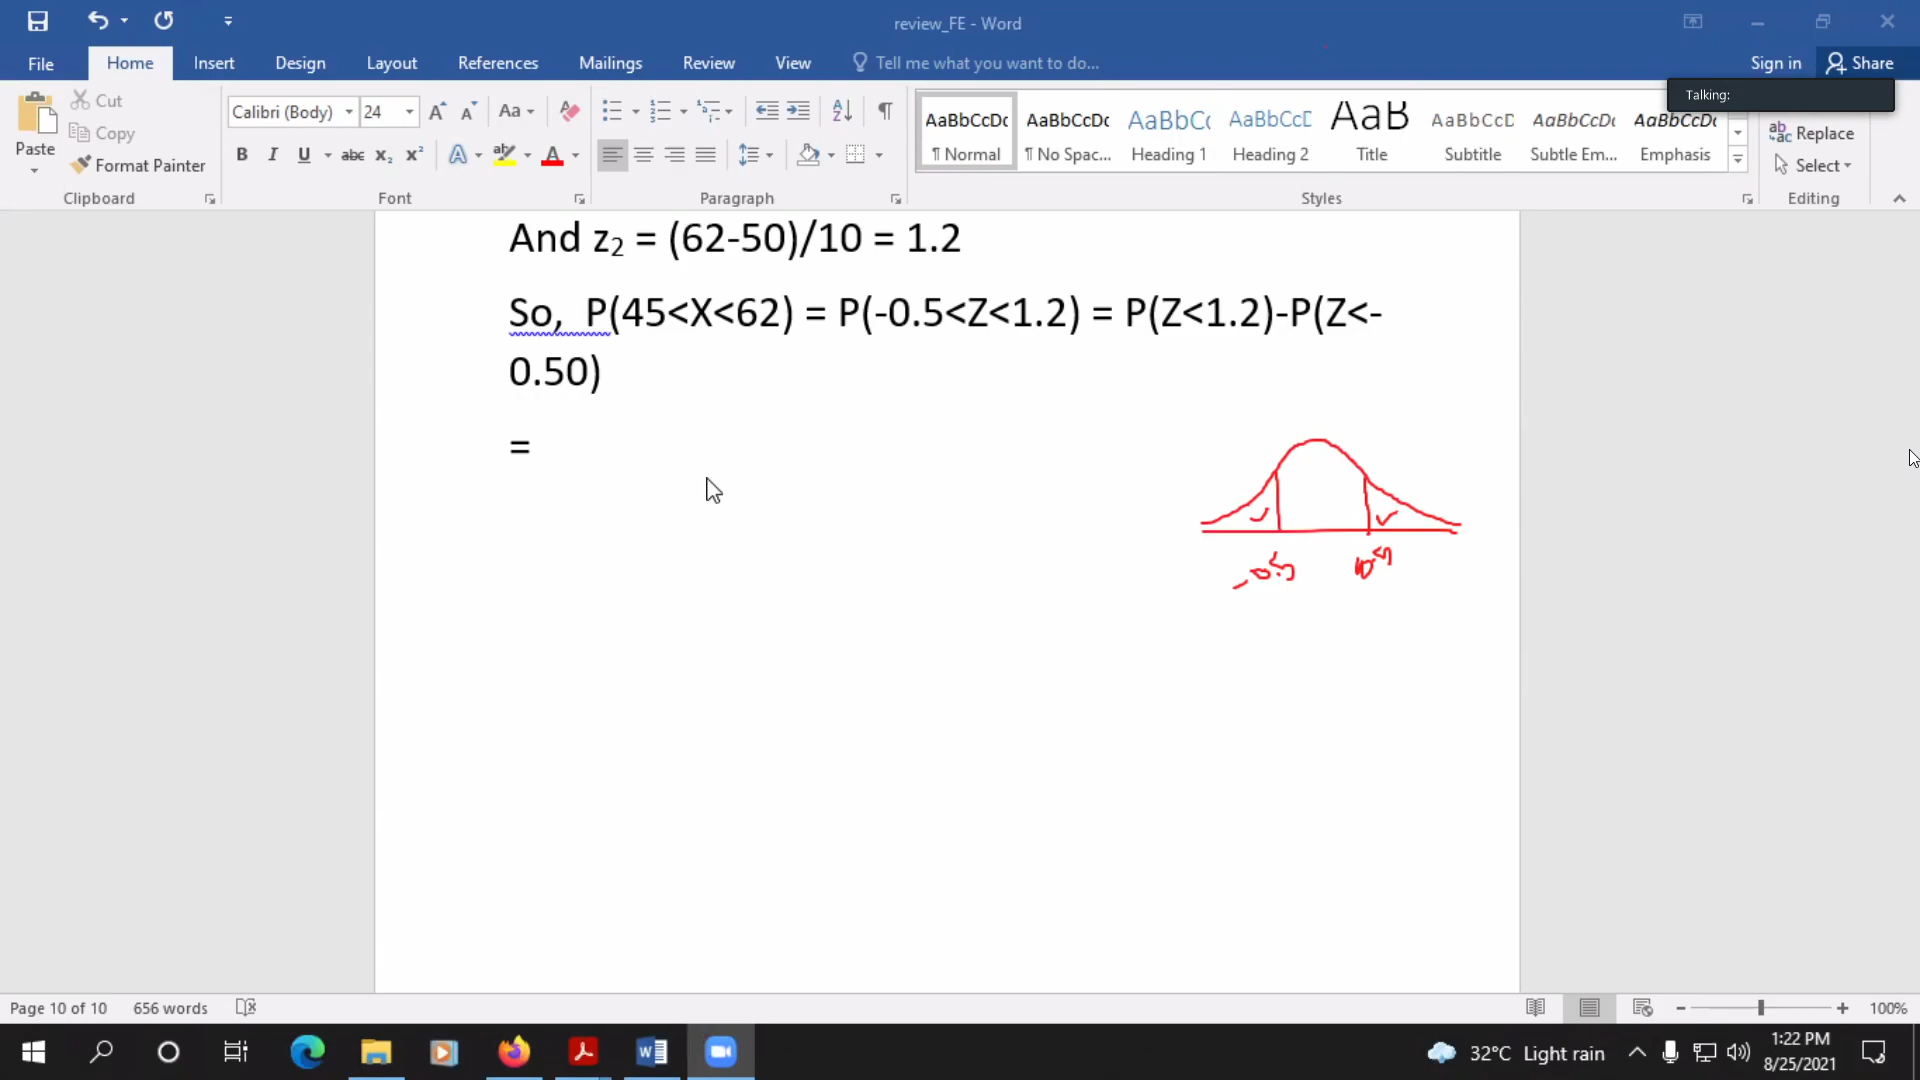 review_FE - Word
File Home Insert Design Layout References Mailings Review View Tell me what you want to do... Sign in Share
Talking:
Paste
Cut
Copy
Format Painter
Clipboard
Calibri (Body) 24
Font
Paragraph
AaBbCcDc AaBbCcDc AaBbCc AaBbCcD AaB AaBbCcD AaBbCcDc AaBbCcDc
¶ Normal ¶ No Spac... Heading 1 Heading 2 Title Subtitle Subtle Em... Emphasis
Styles
Replace
Select
Editing
And z₂ = (62-50)/10 = 1.2
So, P(45<X<62) = P(-0.5<Z<1.2) = P(Z<1.2)-P(Z<-
0.50)
=
Page 10 of 10 656 words 100%
32°C Light rain
1:22 PM
8/25/2021